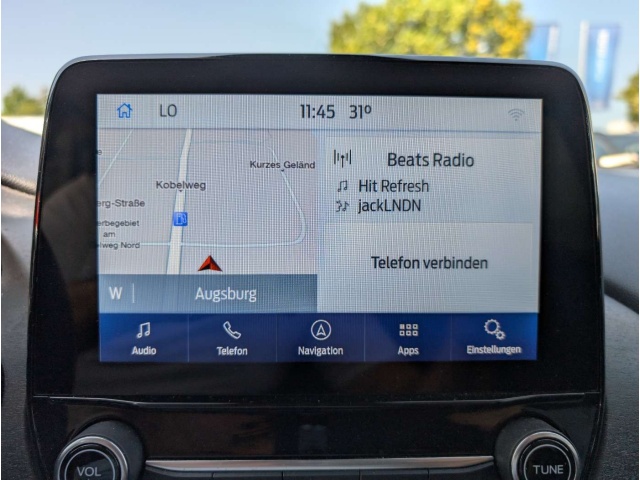 LO 11:45 31°
Kurzes Geländ
Kobelweg
erg-Straße
erbegebiet
am
elweg Nord
W Augsburg
Beats Radio
Hit Refresh
jackLNDN
Telefon verbinden
Audio Telefon Navigation Apps Einstellungen
VOL TUNE